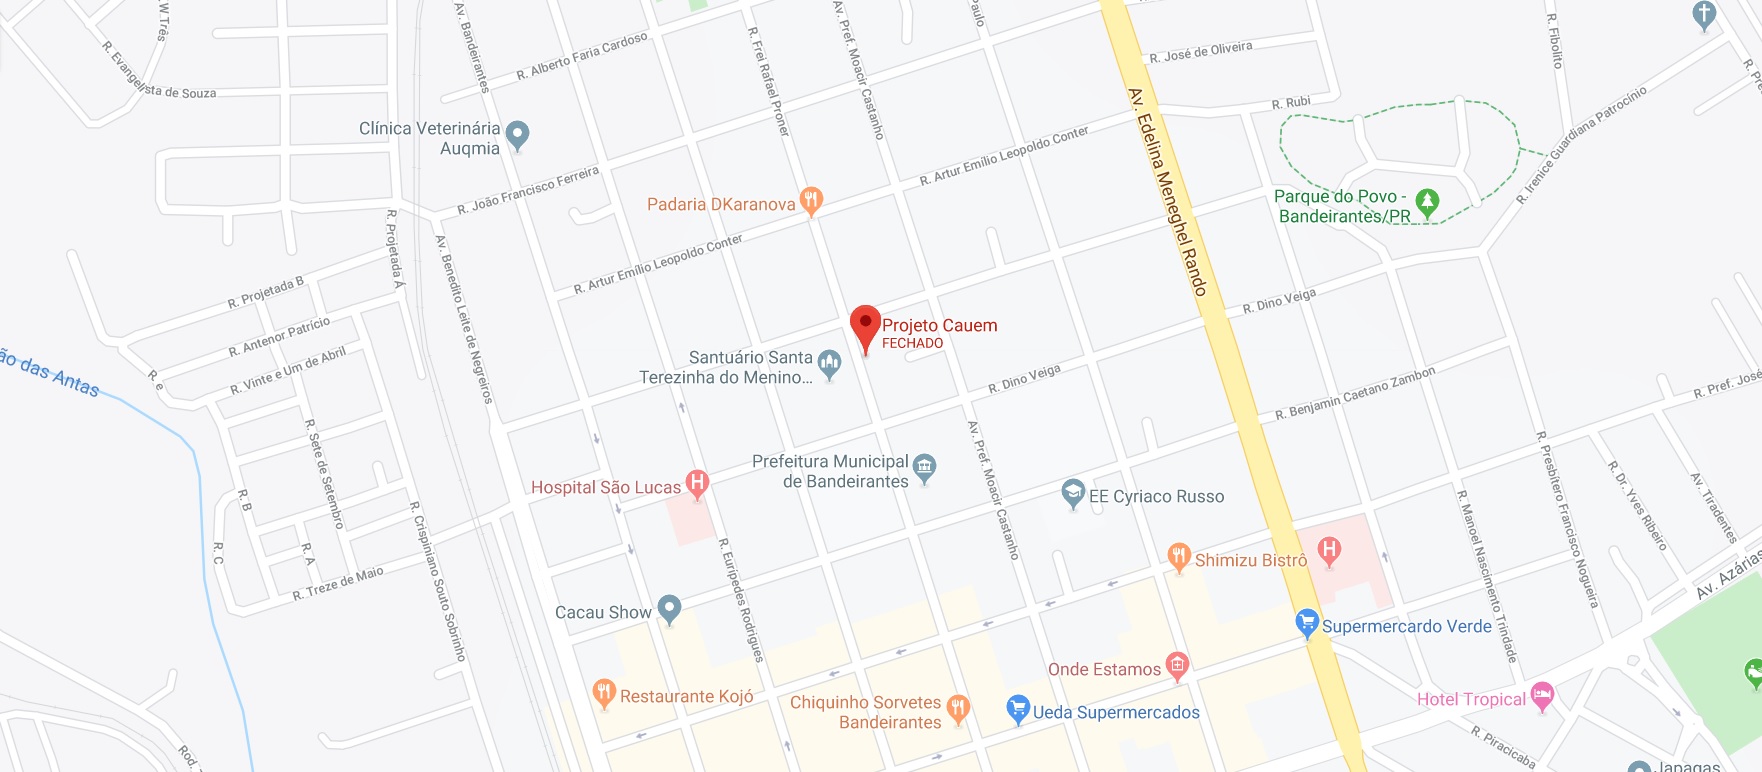 R. W Três
Av. Bandeirantes
R. Frei Rafael Proner
Av. Pref. Moacir Castanho
Paulo
R. Fibolito
R. Evangelista de Souza
R. Alberto Faria Cardoso
R. José de Oliveira
R. Rubi
Av. Edelina Meneghel Rando
R. Irenice Guardiana Patrocínio
Clínica Veterinária
Auqmia
R. João Francisco Ferreira
R. Artur Emílio Leopoldo Conter
Padaria DKaranova
Parque do Povo -
Bandeirantes/PR
R. Projetada A
Av. Benedito Leite de Negreiros
R. Artur Emílio Leopoldo Conter
R. Projetada B
R. Antenor Patrício
R. Vinte e Um de Abril
R. e
ão das Antas
Projeto Cauem
FECHADO
Santuário Santa
Terezinha do Menino...
R. Dino Veiga
R. Dino Veiga
R. Benjamin Caetano Zambon
R. Pref. José
R. Sete de Setembro
R. B
R. C
R. A
R. Treze de Maio
R. Crispiniano Souto Sobrinho
Hospital São Lucas
H
Prefeitura Municipal
de Bandeirantes
Av. Pref. Moacir Castanho
EE Cyriaco Russo
R. Eurípedes Rodrigues
Shimizu Bistrô
H
R. Manoel Nascimento Trindade
R. Presbítero Francisco Nogueira
R. Dr. Yves Ribeiro
Av. Tiradentes
Av. Azárias
Cacau Show
Supermercardo Verde
Onde Estamos
Restaurante Kojó
Chiquinho Sorvetes
Bandeirantes
Ueda Supermercados
Hotel Tropical
R. Piracicaba
Rod.
Japagas